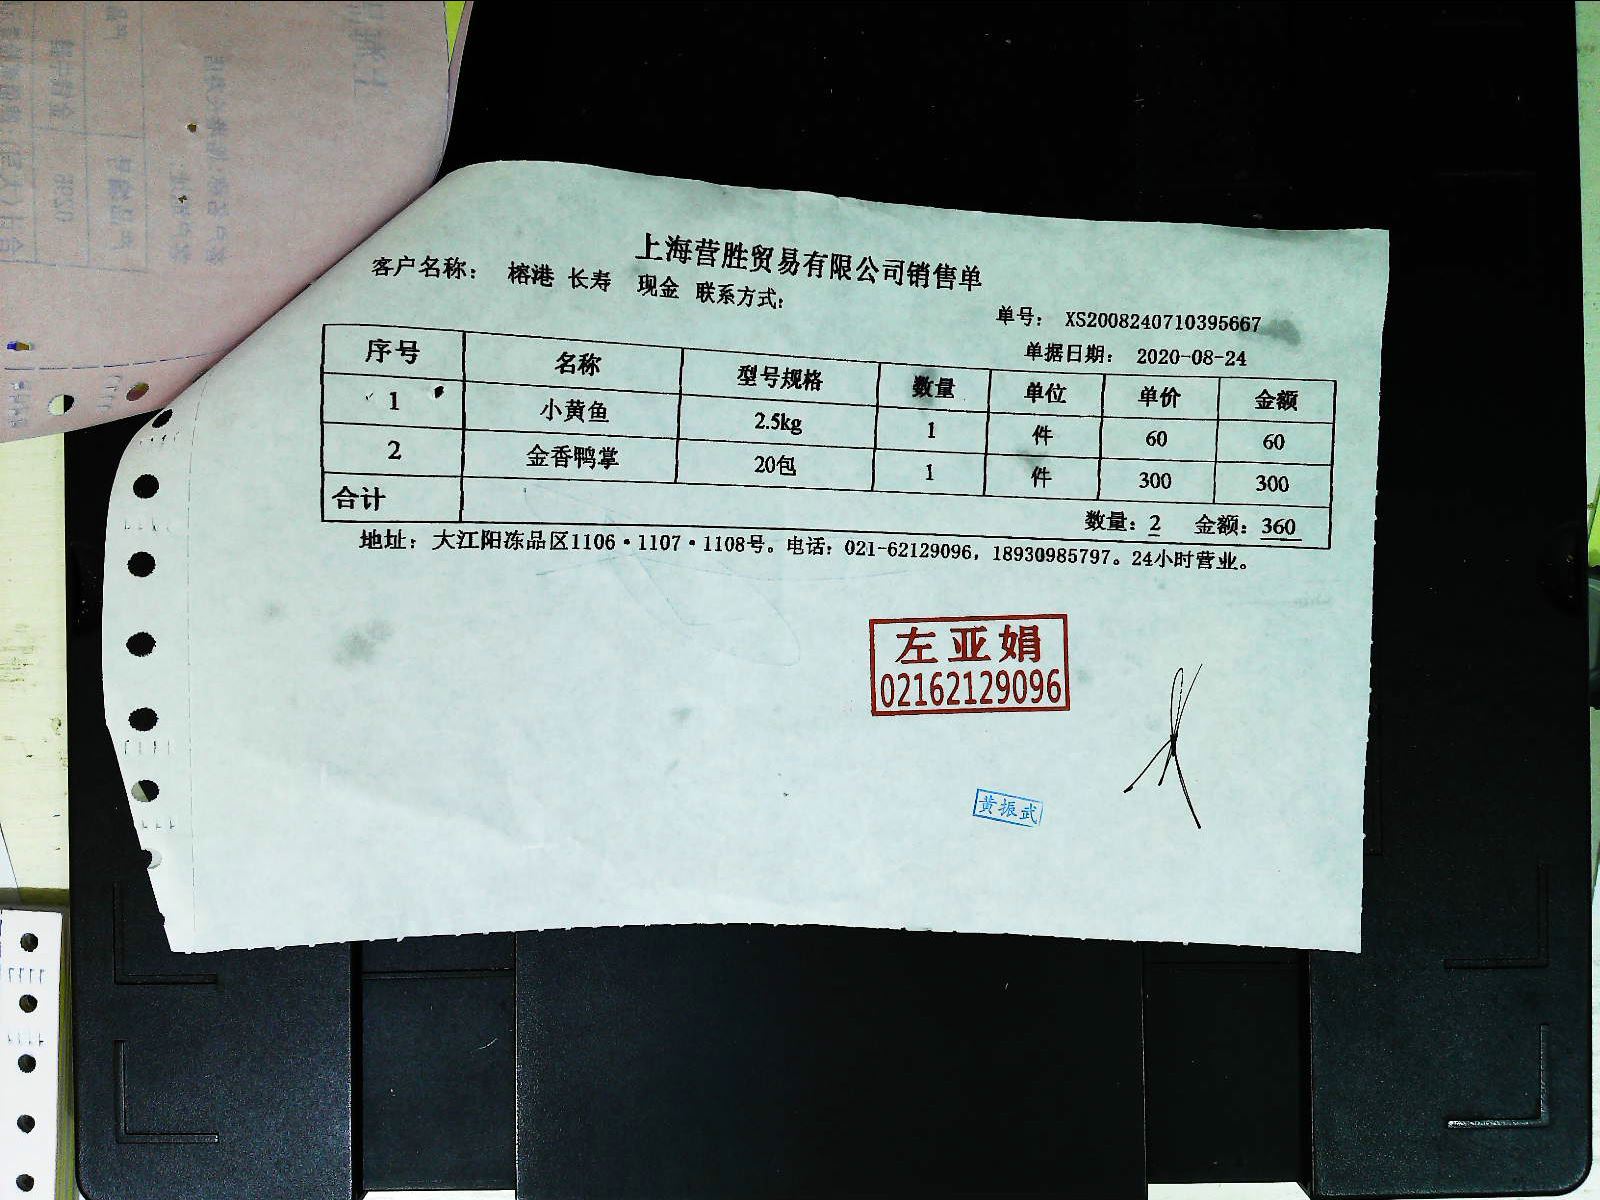 上海营胜贸易有限公司销售单
客户名称： 榕港 长寿 现金 联系方式：
单号： XS2008240710395667
单据日期： 2020-08-24
序号 名称 型号规格 数量 单位 单价 金额
1 小黄鱼 2.5kg 1 件 60 60
2 金香鸭掌 20包 1 件 300 300
合计 数量：2 金额：360
地址： 大江阳冻品区1106·1107·1108号。电话：021-62129096，18930985797。24小时营业。
左亚娟
02162129096
黄振武